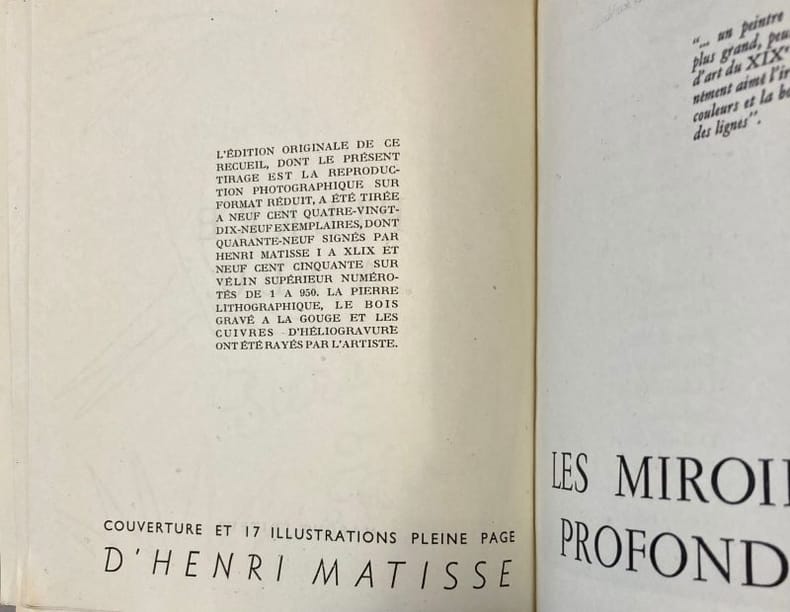 L'ÉDITION ORIGINALE DE CE
RECUEIL, DONT LE PRÉSENT
TIRAGE EST LA REPRODUC-
TION PHOTOGRAPHIQUE SUR
FORMAT RÉDUIT, A ÉTÉ TIRÉE
A NEUF CENT QUATRE-VINGT-
DIX-NEUF EXEMPLAIRES, DONT
QUARANTE-NEUF SIGNÉS PAR
HENRI MATISSE I A XLIX ET
NEUF CENT CINQUANTE SUR
VÉLIN SUPÉRIEUR NUMÉRO-
TÉS DE 1 A 950. LA PIERRE
LITHOGRAPHIQUE, LE BOIS
GRAVÉ A LA GOUGE ET LES
CUIVRES D'HÉLIOGRAVURE
ONT ÉTÉ RAYÉS PAR L'ARTISTE.
COUVERTURE ET 17 ILLUSTRATIONS PLEINE PAGE
D'HENRI MATISSE
"... un peintre
plus grand, peu
d'art du XIXe
nément aimé l'ir
couleurs et la
des lignes".
LES MIROI
PROFOND